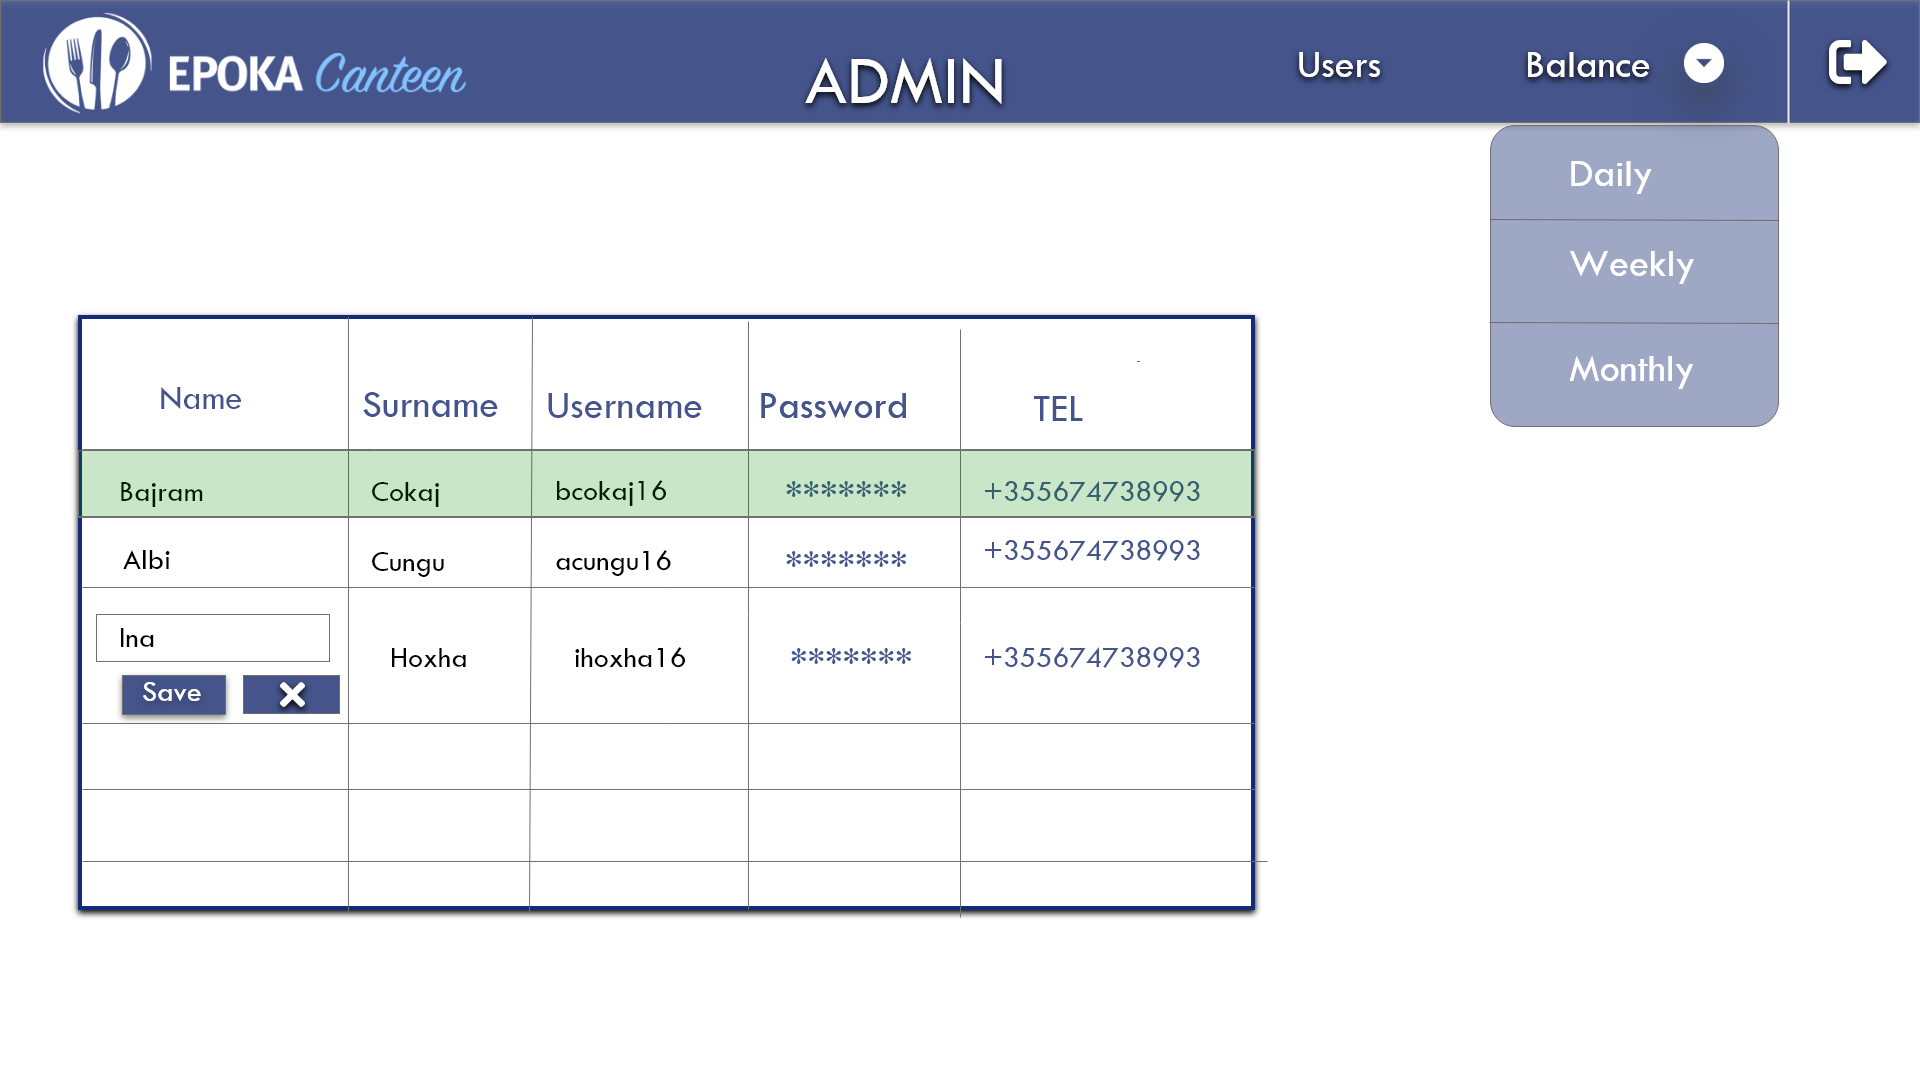 EPOKA Canteen
ADMIN
Users
Balance
Daily
Weekly
Monthly
Name Surname Username Password TEL
Bajram Cokaj bcokaj16 ******* +355674738993
Albi Cungu acungu16 ******* +355674738993
Ina Hoxha ihoxha16 ******* +355674738993
Save